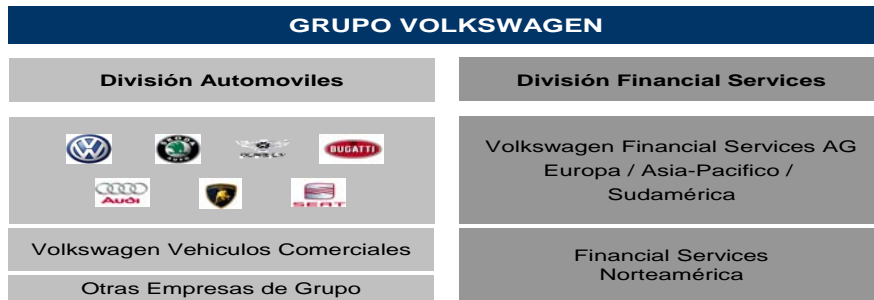 GRUPO VOLKSWAGEN
División Automoviles
BUGATTI
Audi
SEAT
Volkswagen Vehiculos Comerciales
Otras Empresas de Grupo
División Financial Services
Volkswagen Financial Services AG
Europa / Asia-Pacifico /
Sudamérica
Financial Services
Norteamérica